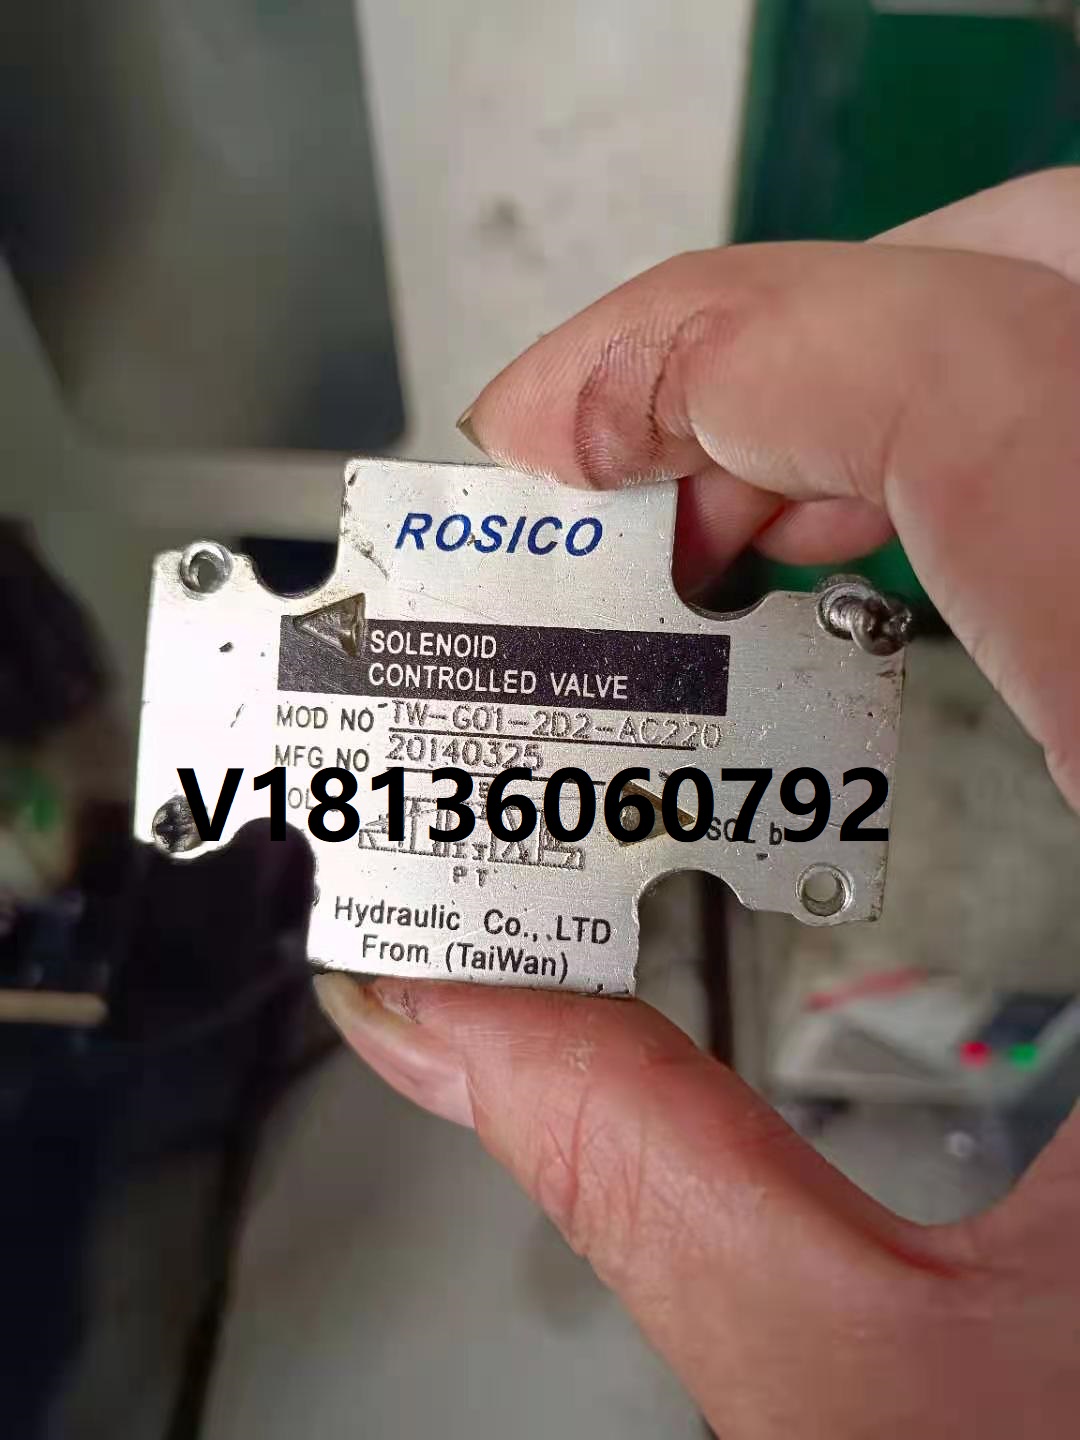 ROSICO
SOLENOID
CONTROLLED VALVE
MOD NO TW-G01-2D2-AC220
MFG NO 20140325
V18136060792
SOL b
P T
Hydraulic Co.,.LTD
From (TaiWan)